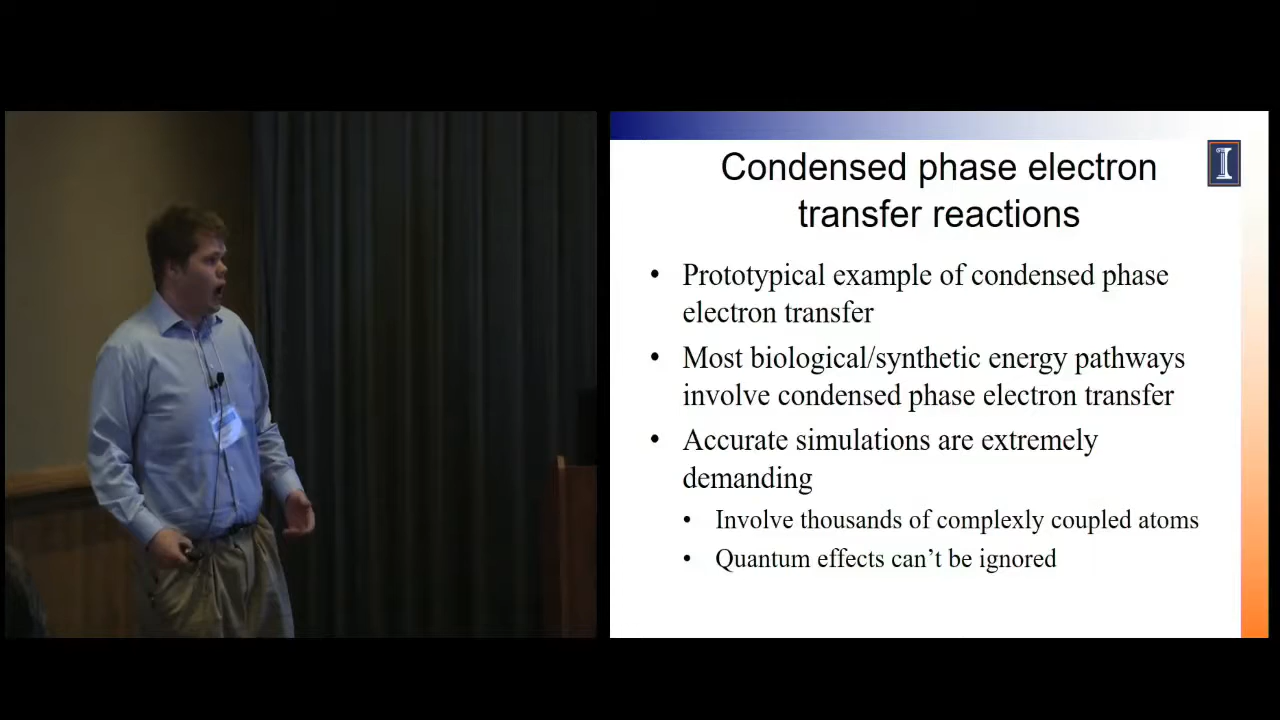 Condensed phase electron
transfer reactions
• Prototypical example of condensed phase
electron transfer
• Most biological/synthetic energy pathways
involve condensed phase electron transfer
• Accurate simulations are extremely
demanding
• Involve thousands of complexly coupled atoms
• Quantum effects can’t be ignored
I